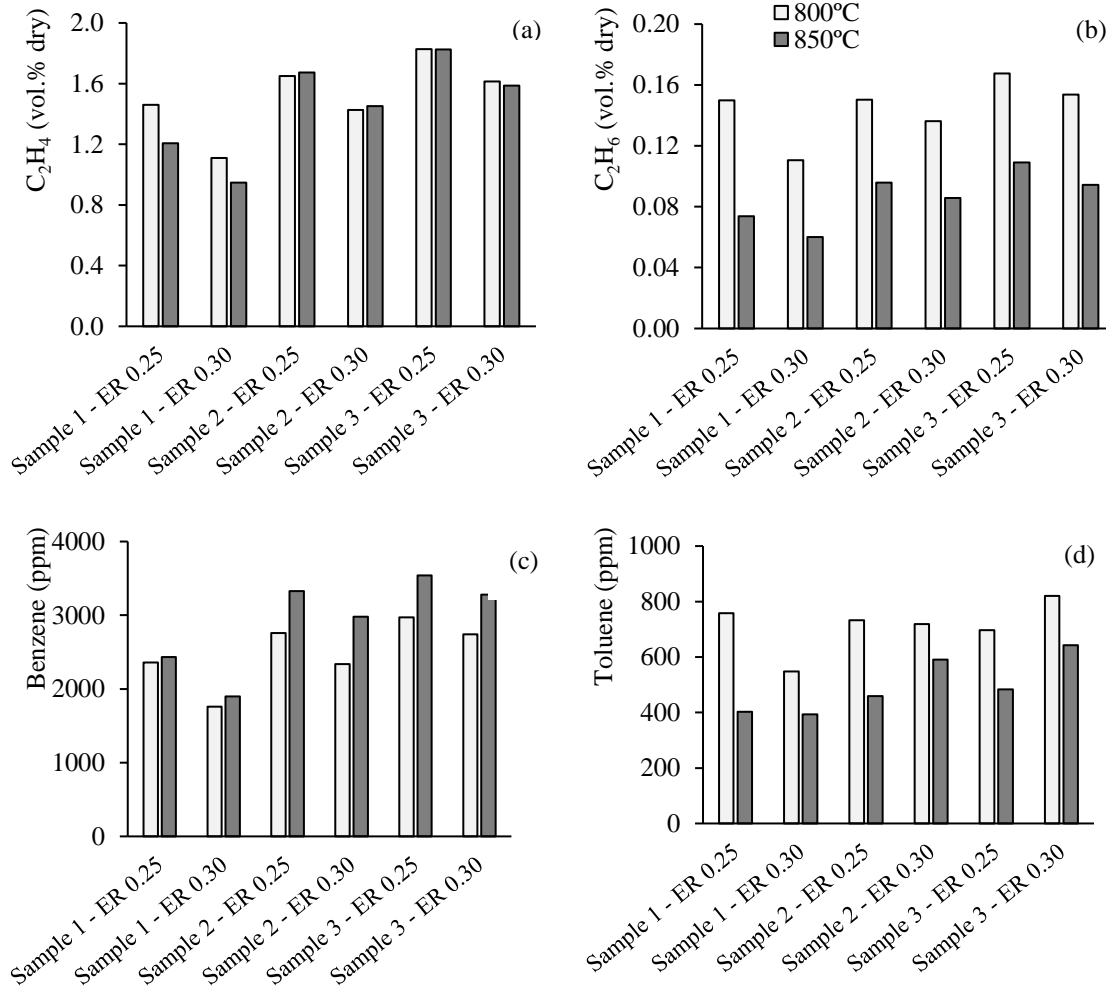 C₂H₄ (vol.% dry)
2.0
1.6
1.2
0.8
0.4
0.0
(a)
Sample 1 - ER 0.25
Sample 1 - ER 0.30
Sample 2 - ER 0.25
Sample 2 - ER 0.30
Sample 3 - ER 0.25
Sample 3 - ER 0.30
C₂H₆ (vol.% dry)
0.20
0.16
0.12
0.08
0.04
0.00
800ºC
850ºC
(b)
Sample 1 - ER 0.25
Sample 1 - ER 0.30
Sample 2 - ER 0.25
Sample 2 - ER 0.30
Sample 3 - ER 0.25
Sample 3 - ER 0.30
Benzene (ppm)
4000
3000
2000
1000
0
(c)
Sample 1 - ER 0.25
Sample 1 - ER 0.30
Sample 2 - ER 0.25
Sample 2 - ER 0.30
Sample 3 - ER 0.25
Sample 3 - ER 0.30
Toluene (ppm)
1000
800
600
400
200
0
(d)
Sample 1 - ER 0.25
Sample 1 - ER 0.30
Sample 2 - ER 0.25
Sample 2 - ER 0.30
Sample 3 - ER 0.25
Sample 3 - ER 0.30